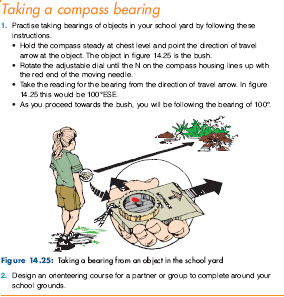 Taking a compass bearing
1. Practise taking bearings of objects in your school yard by following these
instructions.
• Hold the compass steady at chest level and point the direction of travel
arrow at the object. The object in figure 14.25 is the bush.
• Rotate the adjustable dial until the N on the compass housing lines up with
the red end of the moving needle.
• Take the reading for the bearing from the direction of travel arrow. In figure
14.25 this would be 100°ESE.
• As you proceed towards the bush, you will be following the bearing of 100°.
Figure 14.25: Taking a bearing from an object in the school yard
2. Design an orienteering course for a partner or group to complete around your
school grounds.